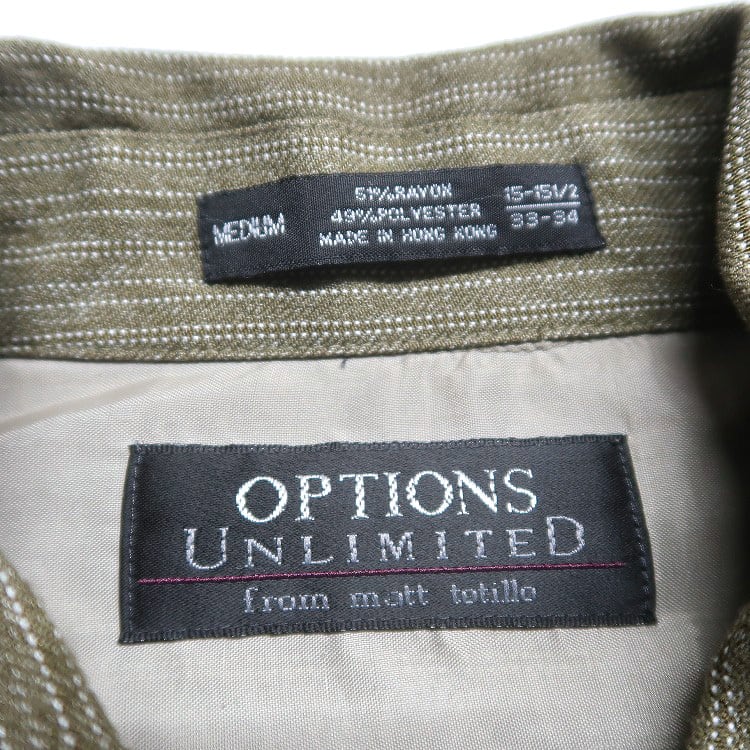 MEDIUM
51% RAYON
49% POLYESTER
MADE IN HONG KONG
15-15 1/2
33-34
OPTIONS
UNLIMITED
from matt totillo